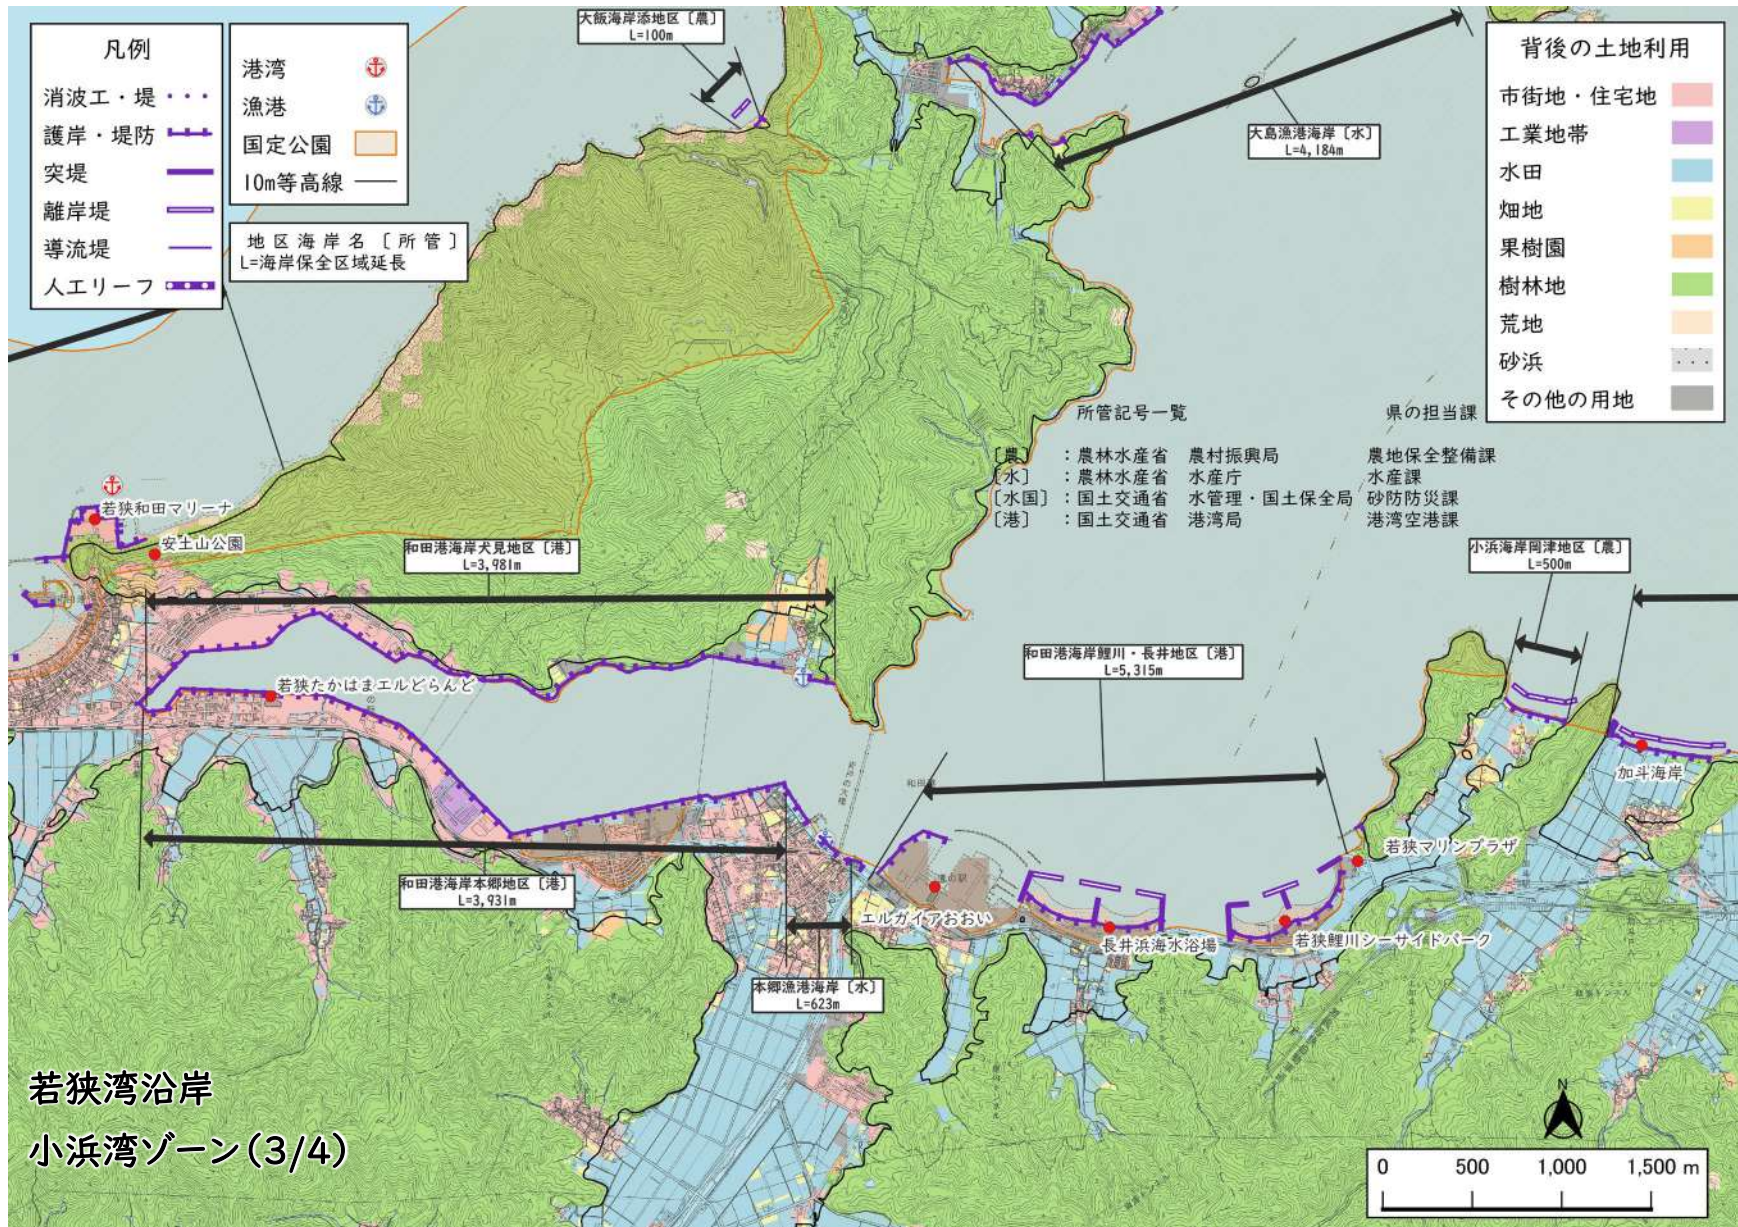 凡例
消波工・堤
護岸・堤防
突堤
離岸堤
導流堤
人工リーフ
港湾
漁港
国定公園
10m等高線
地区海岸名〔所管〕
L=海岸保全区域延長
大飯海岸添地区〔農〕
L=100m
大島漁港海岸〔水〕
L=4,184m
背後の土地利用
市街地・住宅地
工業地帯
水田
畑地
果樹園
樹林地
荒地
砂浜
その他の用地
所管記号一覧 県の担当課
〔農〕：農林水産省 農村振興局 農地保全整備課
〔水〕：農林水産省 水産庁 水産課
〔水国〕：国土交通省 水管理・国土保全局 砂防防災課
〔港〕：国土交通省 港湾局 港湾空港課
若狭和田マリーナ
安土山公園
和田港海岸犬見地区〔港〕
L=3,981m
小浜海岸岡津地区〔農〕
L=500m
和田港海岸鯉川・長井地区〔港〕
L=5,315m
若狭たかはまエルどらんど
加斗海岸
若狭マリンプラザ
和田港海岸本郷地区〔港〕
L=3,931m
エルガイアおおい
長井浜海水浴場
若狭鯉川シーサイドパーク
本郷漁港海岸〔水〕
L=623m
若狭湾沿岸
小浜湾ゾーン(3/4)
N
0 500 1,000 1,500 m